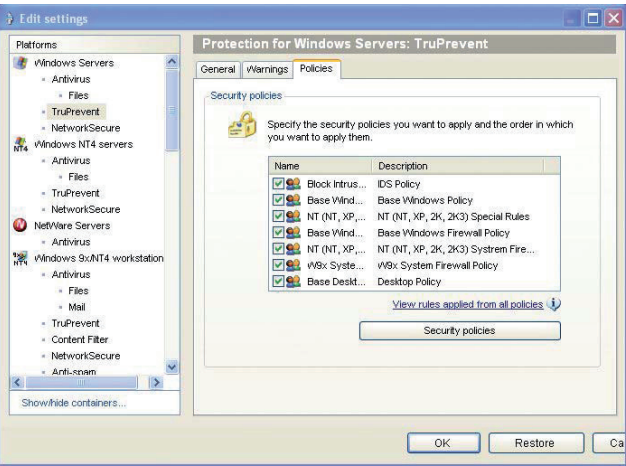 Edit settings
Platforms
Windows Servers
Antivirus
Files
TruPrevent
NetworkSecure
NT4 Windows NT4 servers
Antivirus
Files
TruPrevent
NetworkSecure
NetWare Servers
Antivirus
9x/NT4 Windows 9x/NT4 workstation
Antivirus
Files
Mail
TruPrevent
Content Filter
NetworkSecure
Anti-spam
Show/hide containers...
Protection for Windows Servers: TruPrevent
General Warnings Policies
Security policies
Specify the security policies you want to apply and the order in which
you want to apply them.
Name Description
Block Intrus... IDS Policy
Base Wind... Base Windows Policy
NT (NT, XP,... NT (NT, XP, 2K, 2K3) Special Rules
Base Wind... Base Windows Firewall Policy
NT (NT, XP,... NT (NT, XP, 2K, 2K3) Systrem Fire...
W9x Syste... W9x System Firewall Policy
Base Deskt... Desktop Policy
View rules applied from all policies
Security policies
OK Restore Ca